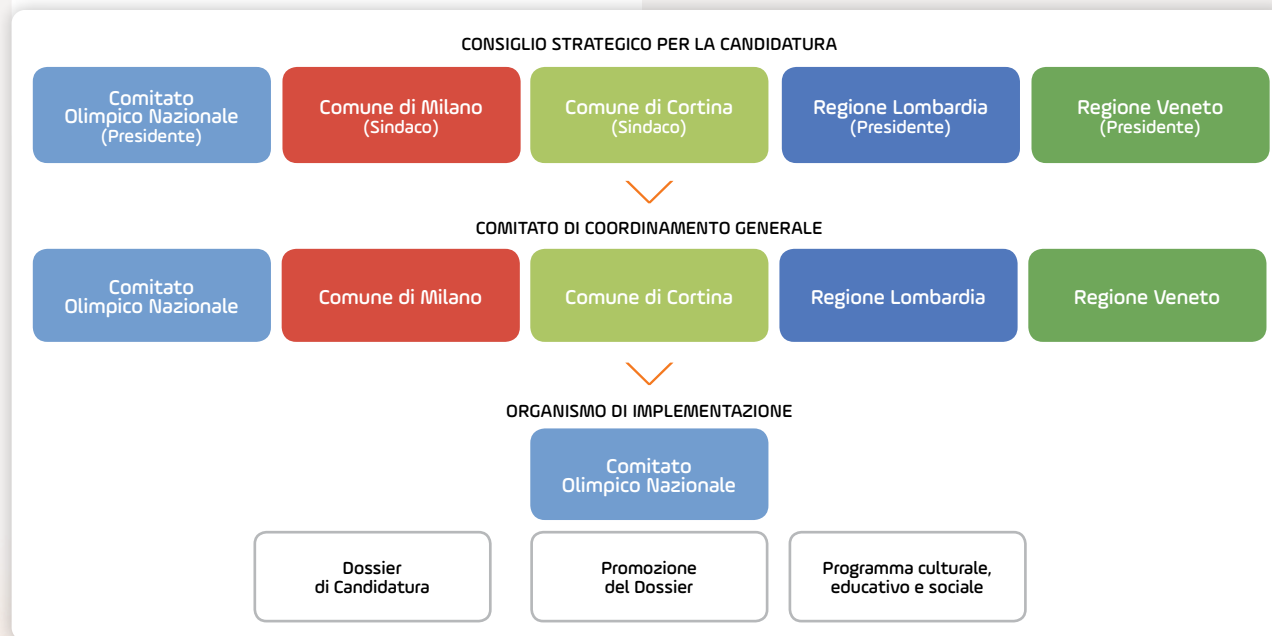 CONSIGLIO STRATEGICO PER LA CANDIDATURA
Comitato
Olimpico Nazionale
(Presidente)
Comune di Milano
(Sindaco)
Comune di Cortina
(Sindaco)
Regione Lombardia
(Presidente)
Regione Veneto
(Presidente)
COMITATO DI COORDINAMENTO GENERALE
Comitato
Olimpico Nazionale
Comune di Milano
Comune di Cortina
Regione Lombardia
Regione Veneto
ORGANISMO DI IMPLEMENTAZIONE
Comitato
Olimpico Nazionale
Dossier
di Candidatura
Promozione
del Dossier
Programma culturale,
educativo e sociale